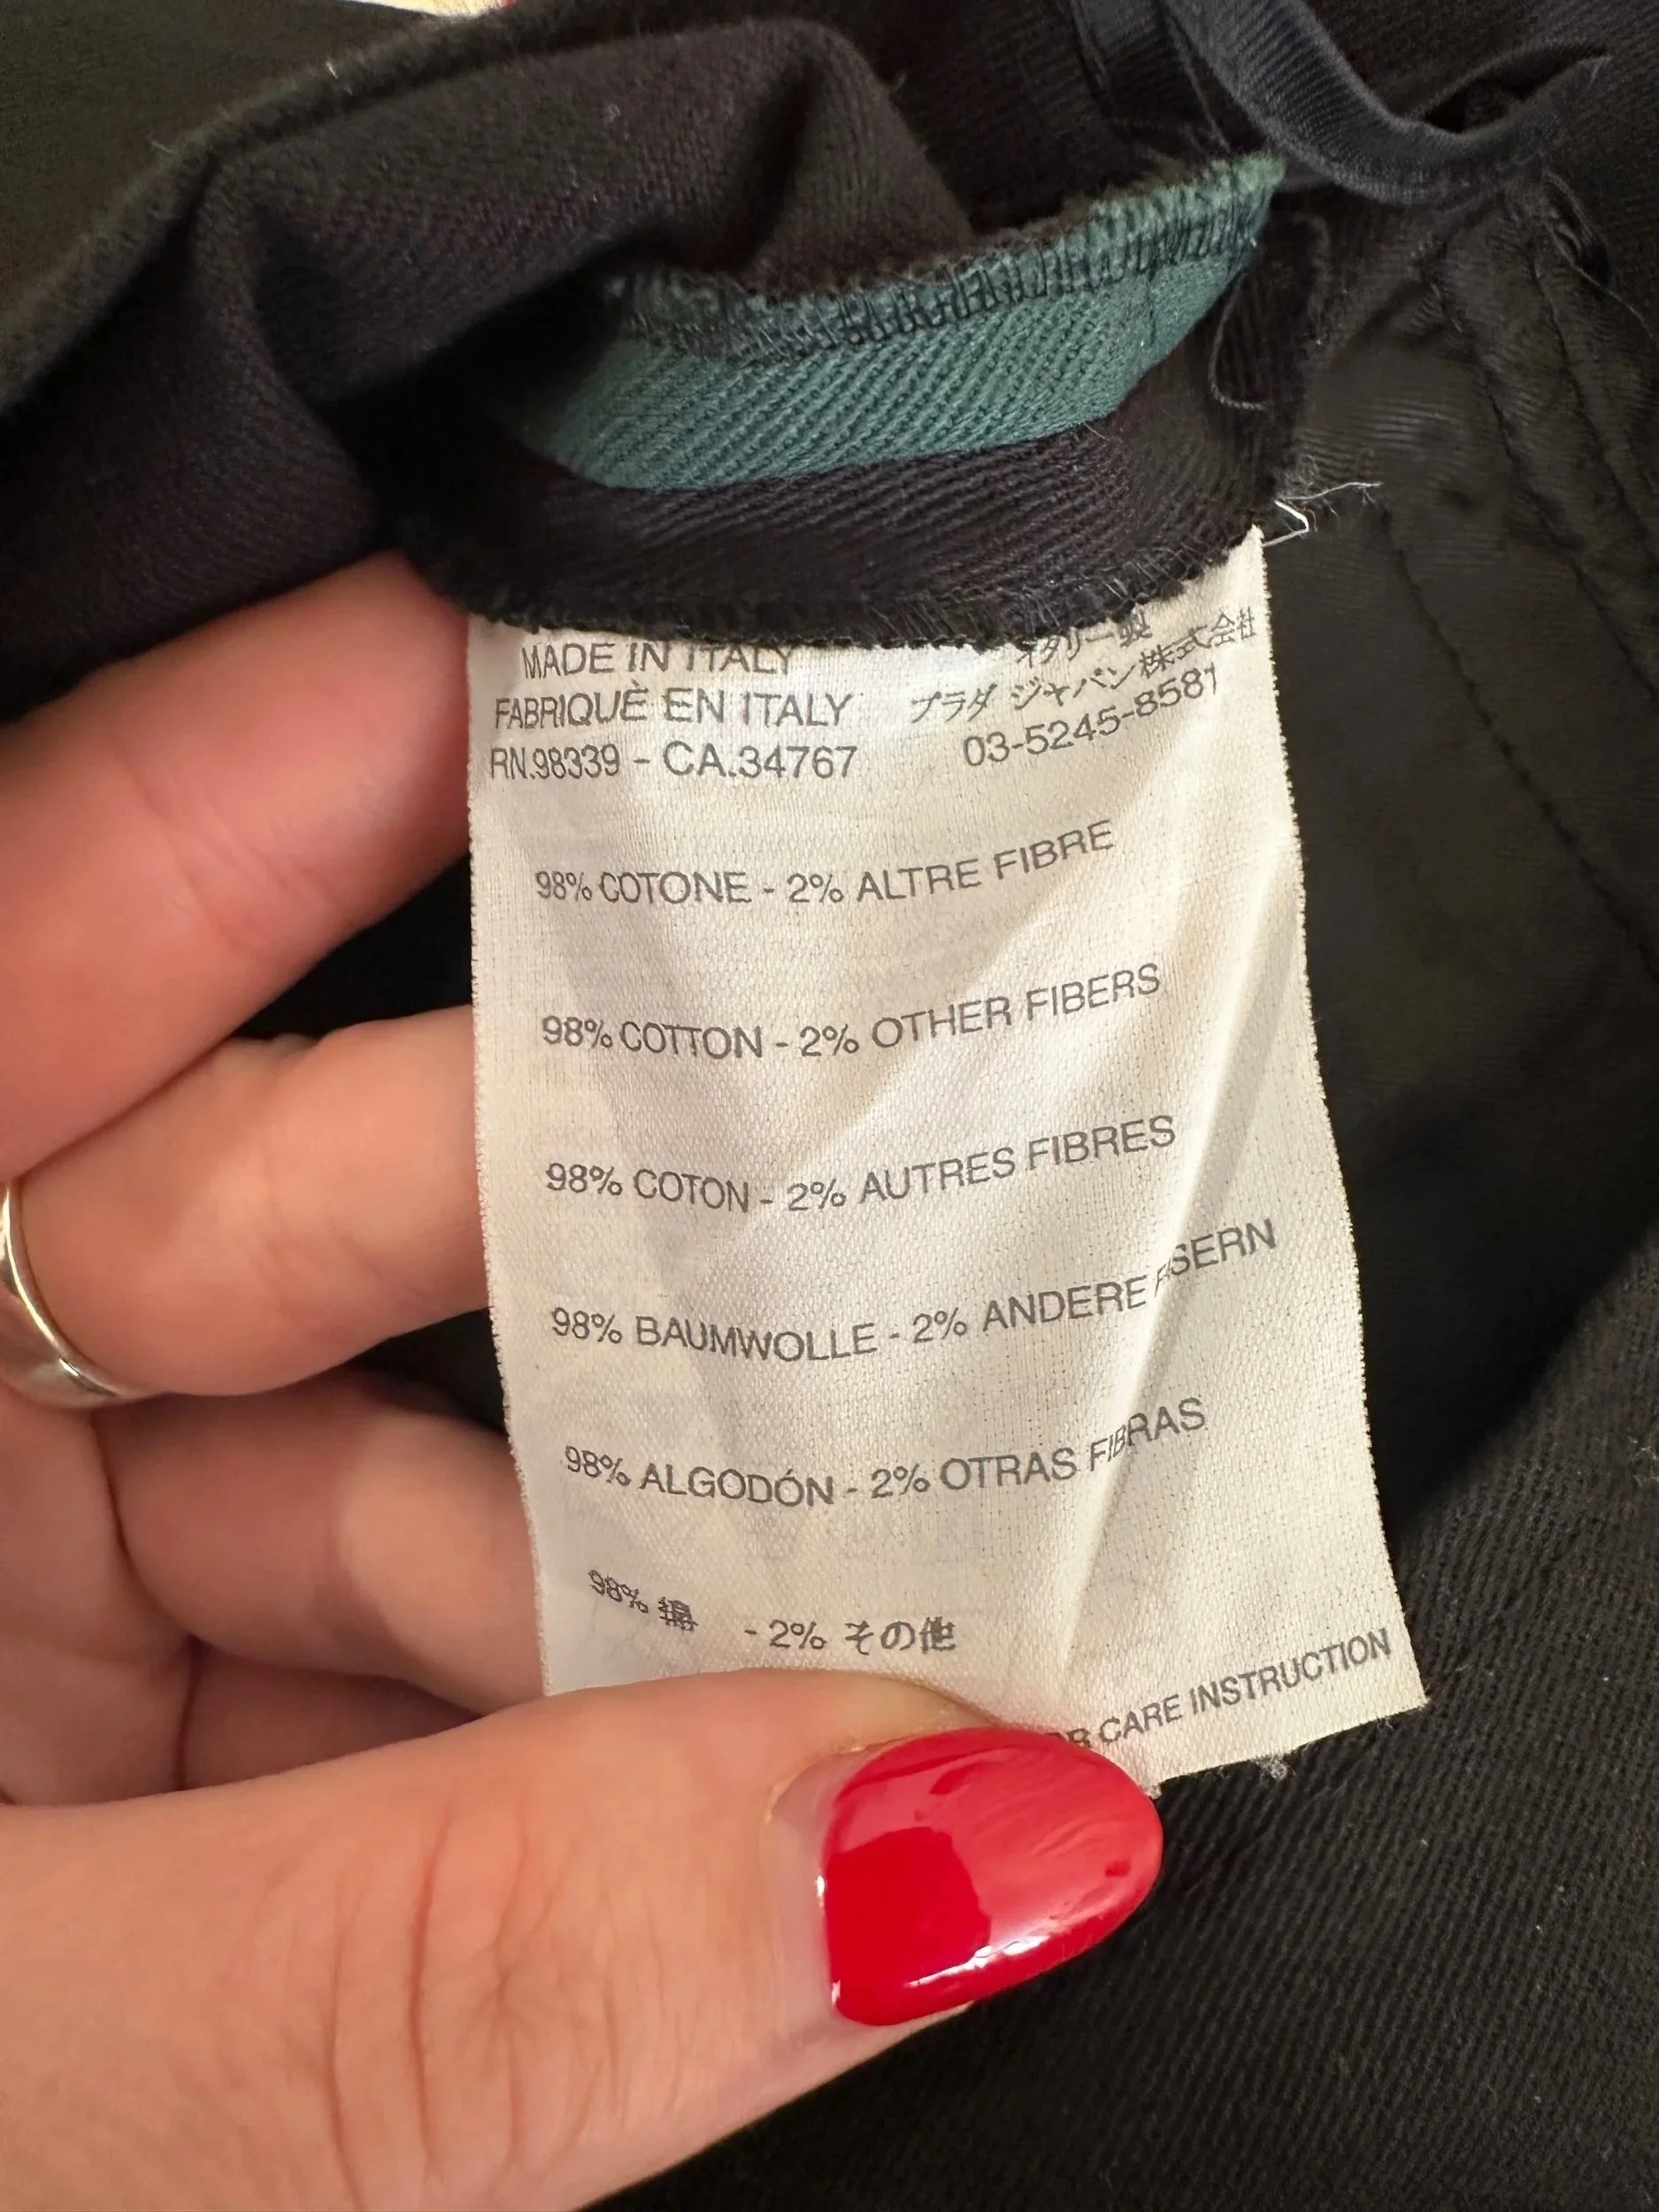 MADE IN ITALY
FABRIQUÈ EN ITALY
RN.98339 - CA.34767
イタリー製
プラダ ジャパン株式会社
03-5245-8581
98% COTONE - 2% ALTRE FIBRE
98% COTTON - 2% OTHER FIBERS
98% COTON - 2% AUTRES FIBRES
98% BAUMWOLLE - 2% ANDERE FASERN
98% ALGODÓN - 2% OTRAS FIBRAS
98% 綿 - 2% その他
CARE INSTRUCTION